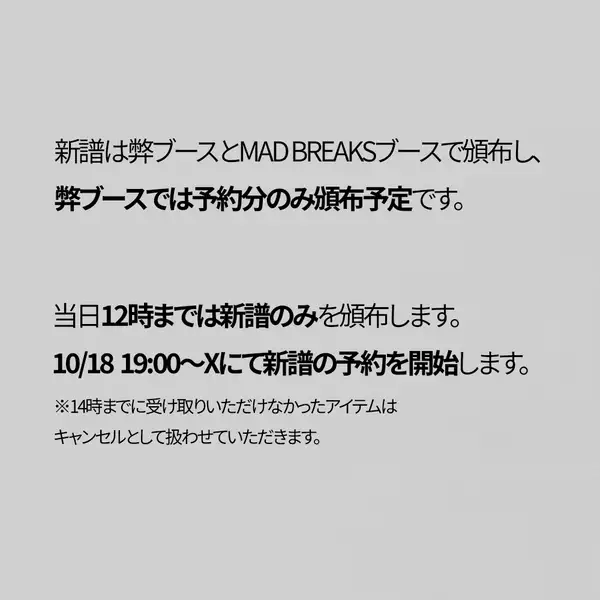 新譜は弊ブースとMAD BREAKSブースで頒布し、
弊ブースでは予約分のみ頒布予定です。
当日12時までは新譜のみを頒布します。
10/18 19:00〜Xにて新譜の予約を開始します。
※14時までに受け取りいただけなかったアイテムは
キャンセルとして扱わせていただきます。